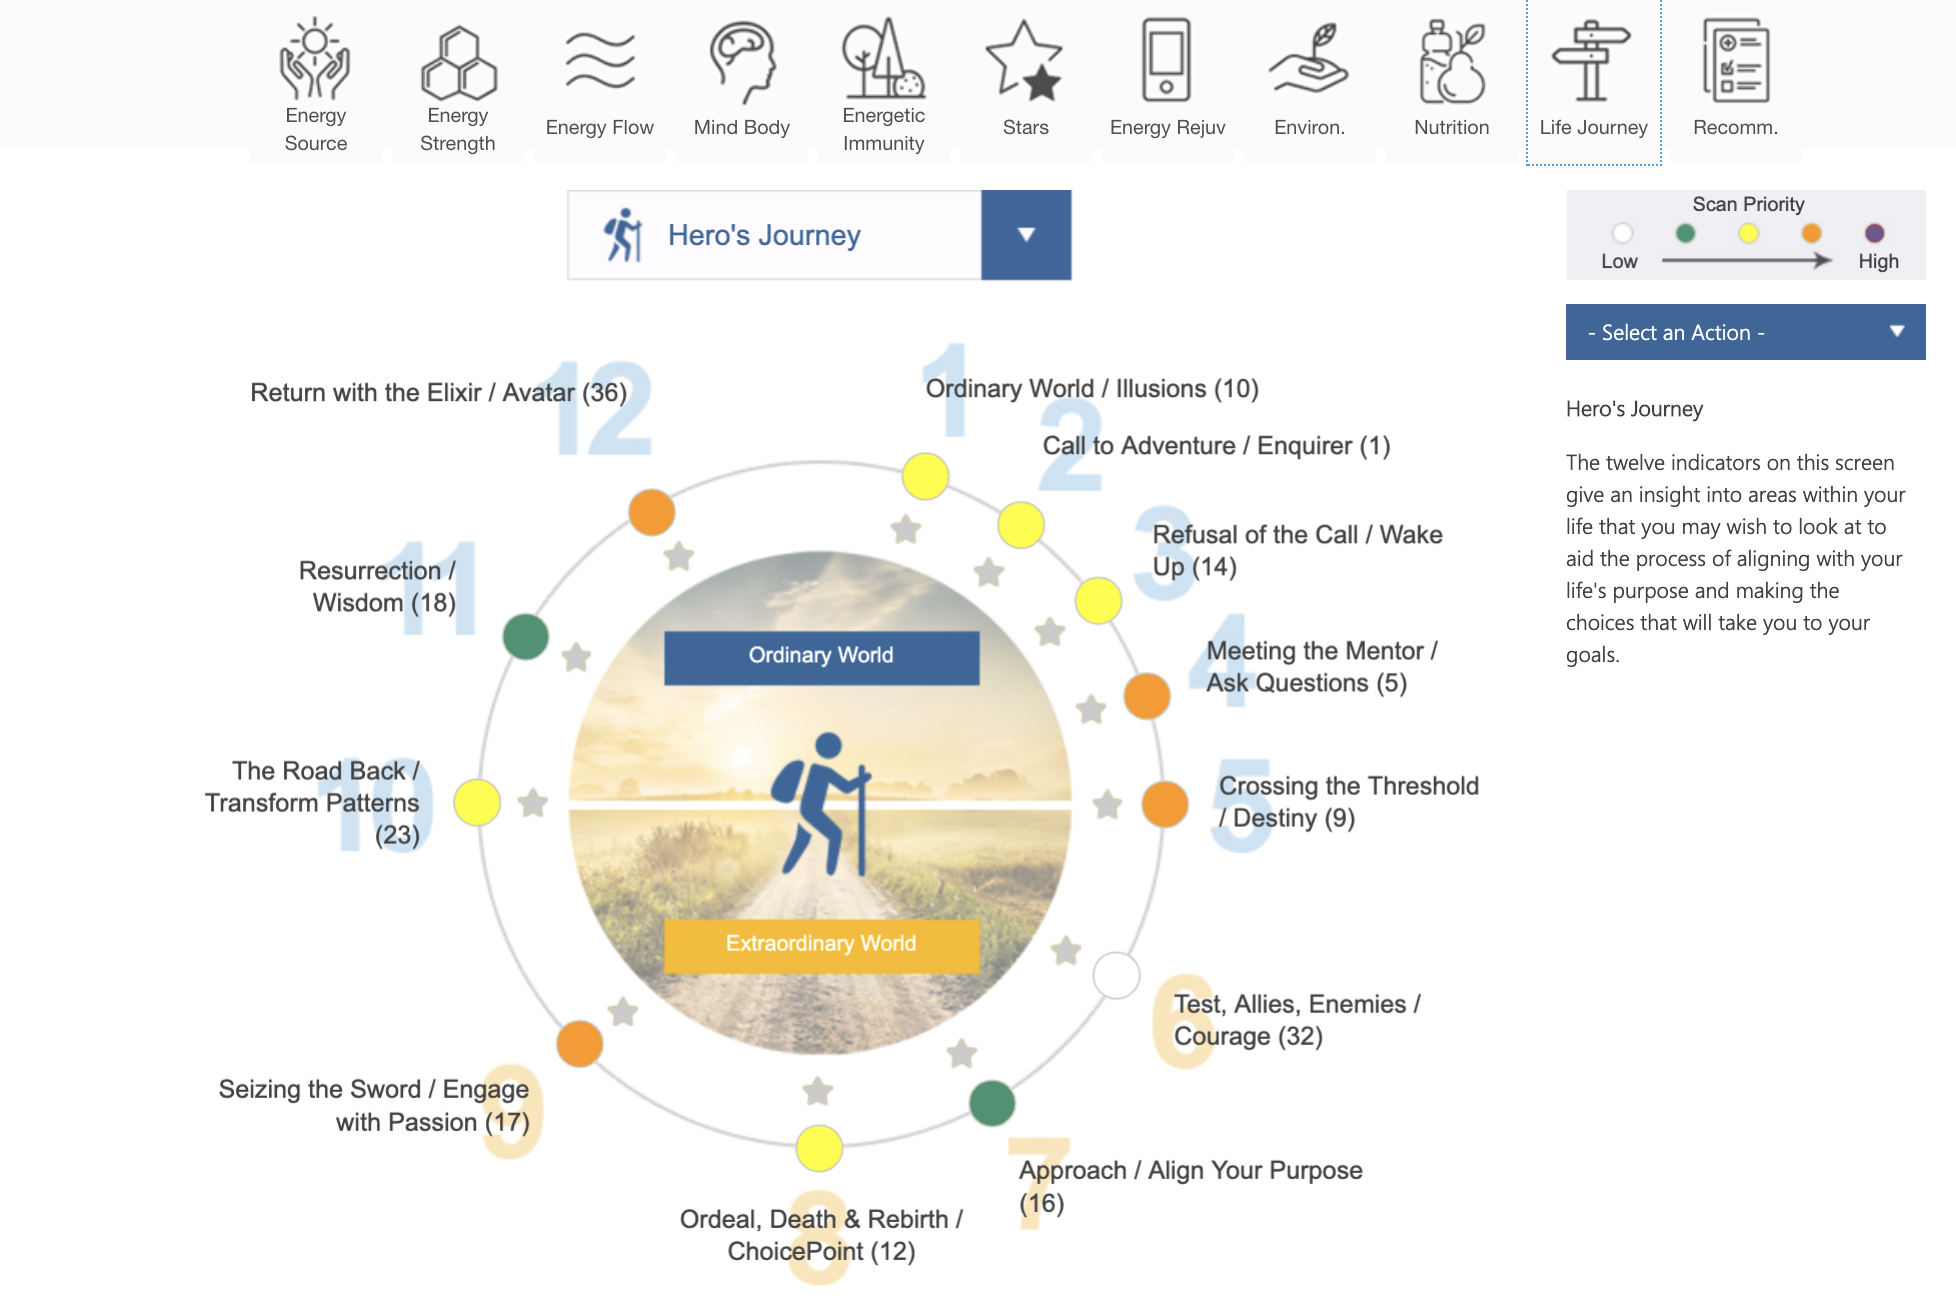 Energy
Source
Energy
Strength
Energy Flow
Mind Body
Energetic
Immunity
Stars
Energy Rejuv
Environ.
Nutrition
Life Journey
Recomm.
Hero's Journey
Scan Priority
Low
High
- Select an Action -
Hero's Journey
The twelve indicators on this screen
give an insight into areas within your
life that you may wish to look at to
aid the process of aligning with your
life's purpose and making the
choices that will take you to your
goals.
1
Ordinary World / Illusions (10)
2
Call to Adventure / Enquirer (1)
3
Refusal of the Call / Wake
Up (14)
4
Meeting the Mentor /
Ask Questions (5)
5
Crossing the Threshold
/ Destiny (9)
6
Test, Allies, Enemies /
Courage (32)
7
Approach / Align Your Purpose
(16)
8
Ordeal, Death & Rebirth /
ChoicePoint (12)
9
Seizing the Sword / Engage
with Passion (17)
10
The Road Back /
Transform Patterns
(23)
11
Resurrection /
Wisdom (18)
12
Return with the Elixir / Avatar (36)
Ordinary World
Extraordinary World